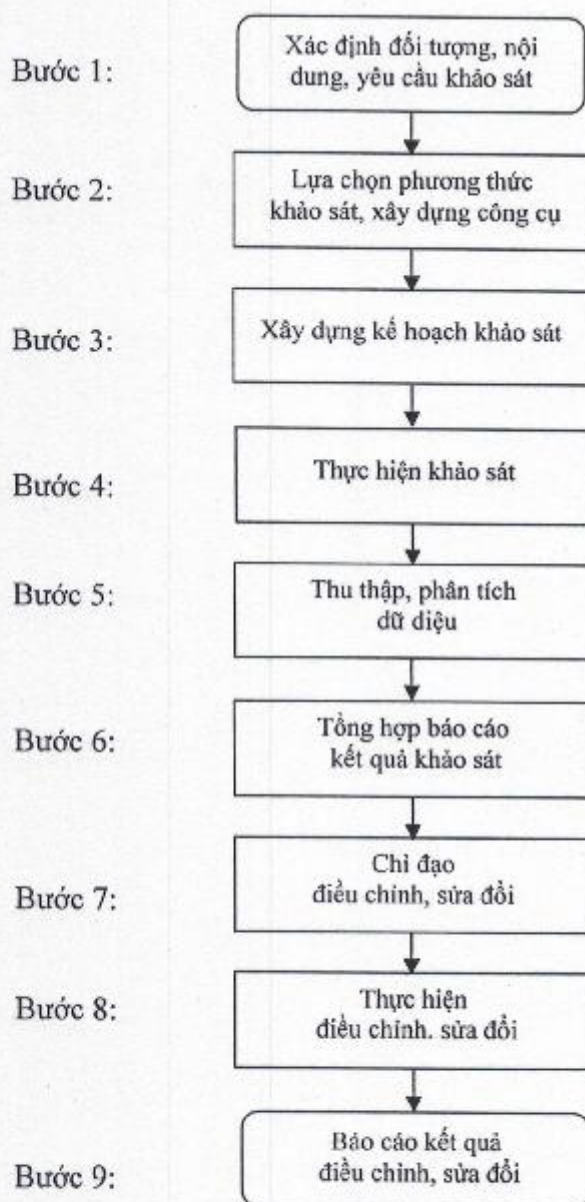 Bước 1:
Xác định đối tượng, nội
dung, yêu cầu khảo sát
Bước 2:
Lựa chọn phương thức
khảo sát, xây dựng công cụ
Bước 3:
Xây dựng kế hoạch khảo sát
Bước 4:
Thực hiện khảo sát
Bước 5:
Thu thập, phân tích
dữ diệu
Bước 6:
Tổng hợp báo cáo
kết quả khảo sát
Bước 7:
Chỉ đạo
điều chỉnh, sửa đổi
Bước 8:
Thực hiện
điều chỉnh. sửa đổi
Bước 9:
Báo cáo kết quả
điều chỉnh, sửa đổi